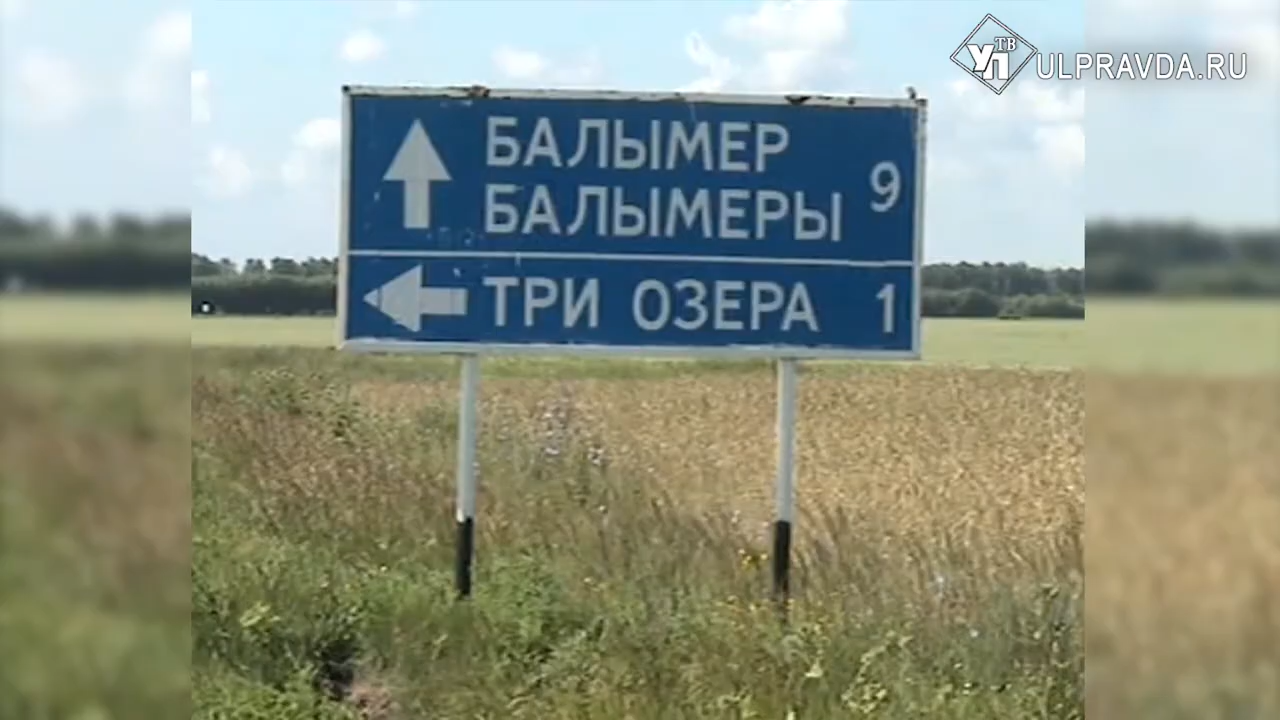 УП ТВ
ULPRAVDA.RU
БАЛЫМЕР
БАЛЫМЕРЫ 9
ТРИ ОЗЕРА 1